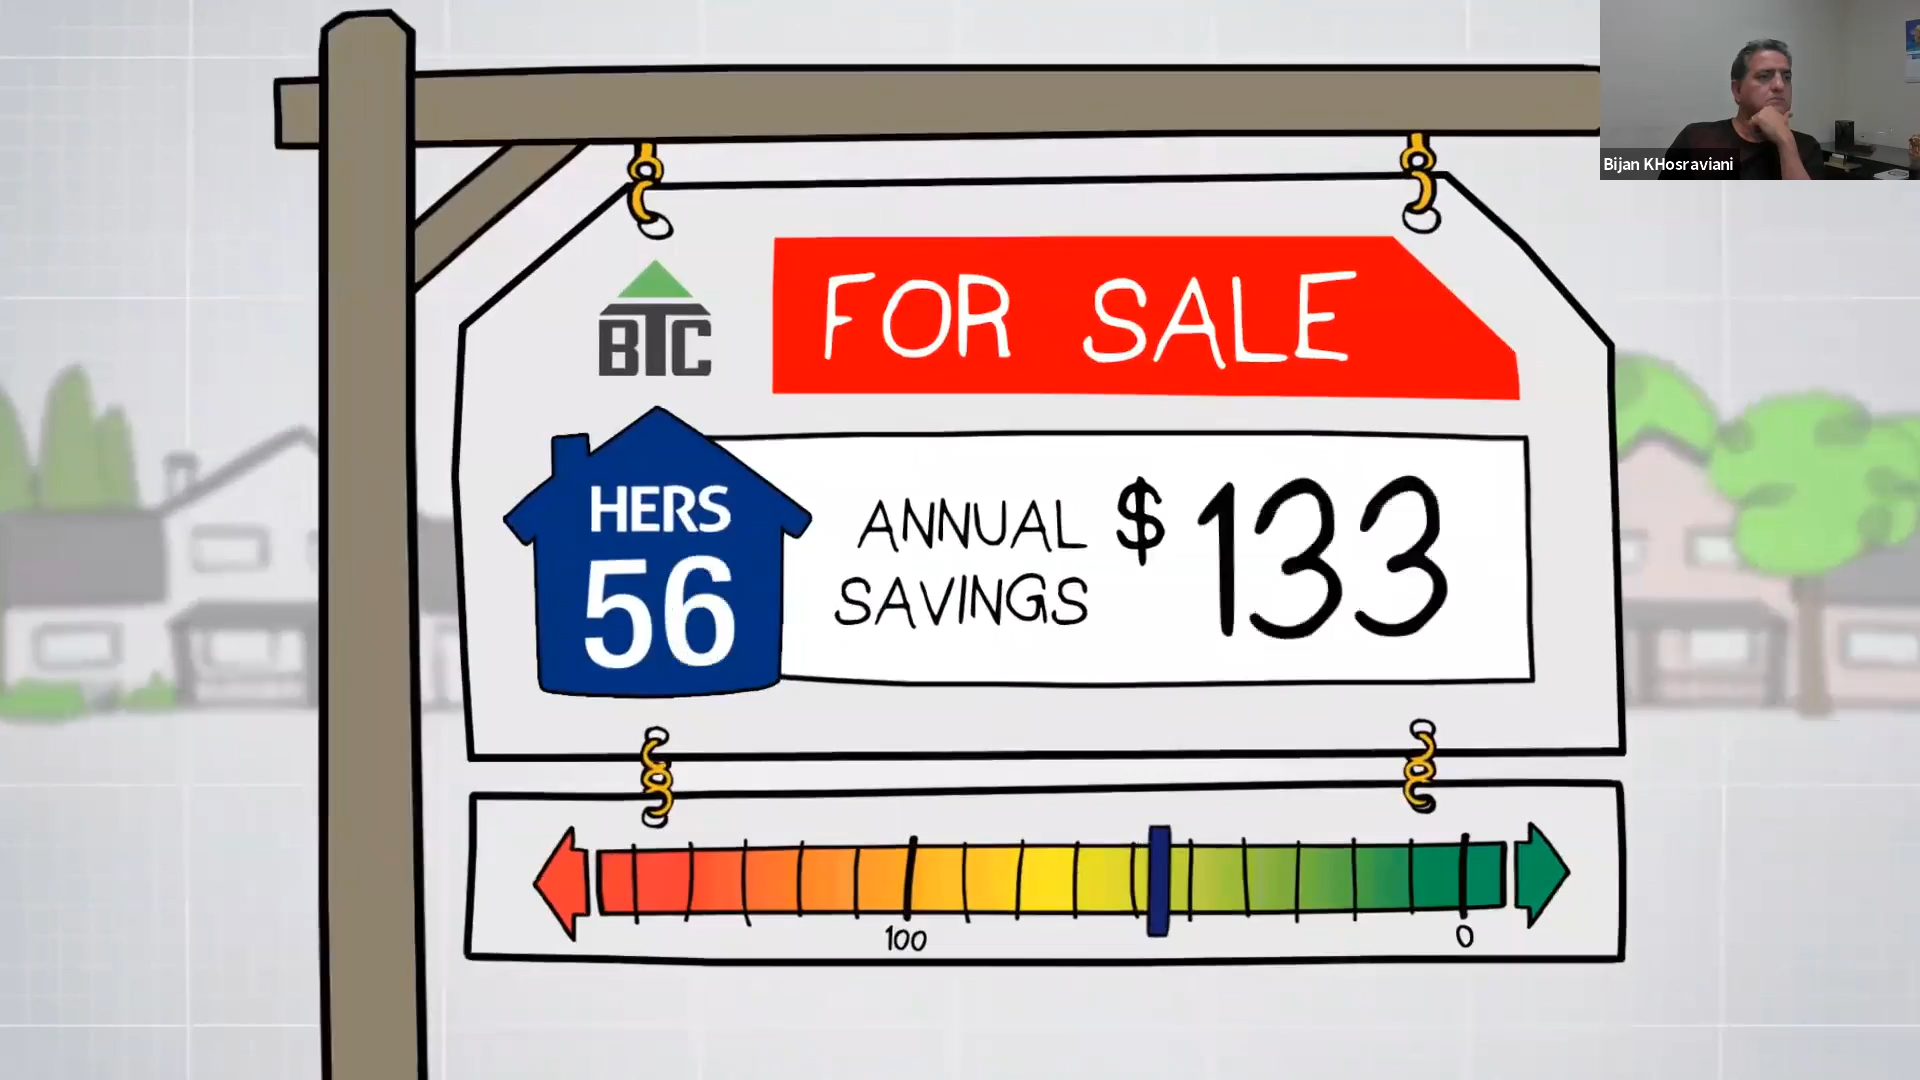 Bijan KHosraviani
FOR SALE
BTC
HERS
56
ANNUAL
SAVINGS
$133
100
0